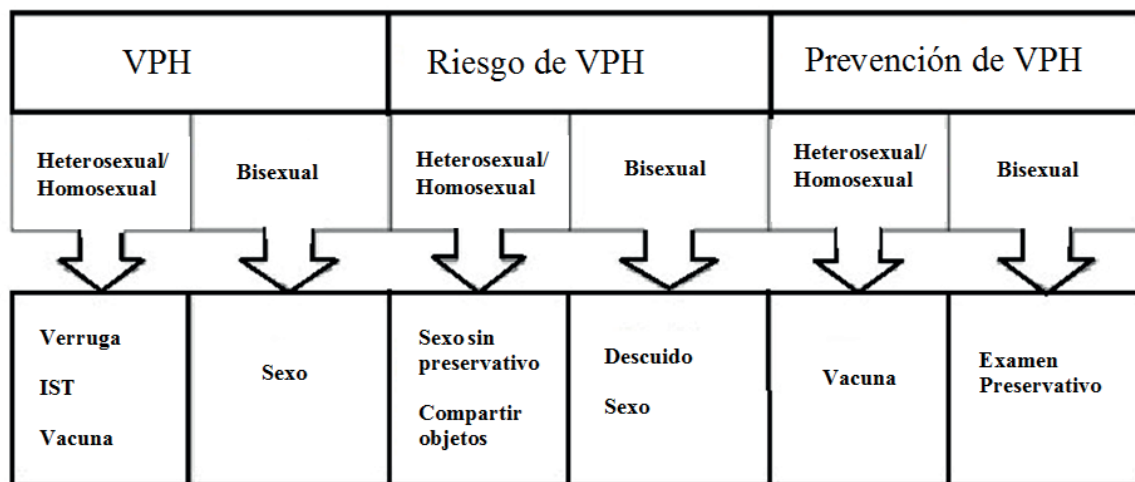 VPH
Riesgo de VPH
Prevención de VPH
Heterosexual/
Homosexual
Bisexual
Heterosexual/
Homosexual
Bisexual
Heterosexual/
Homosexual
Bisexual
Verruga
IST
Vacuna
Sexo
Sexo sin
preservativo
Compartir
objetos
Descuido
Sexo
Vacuna
Examen
Preservativo